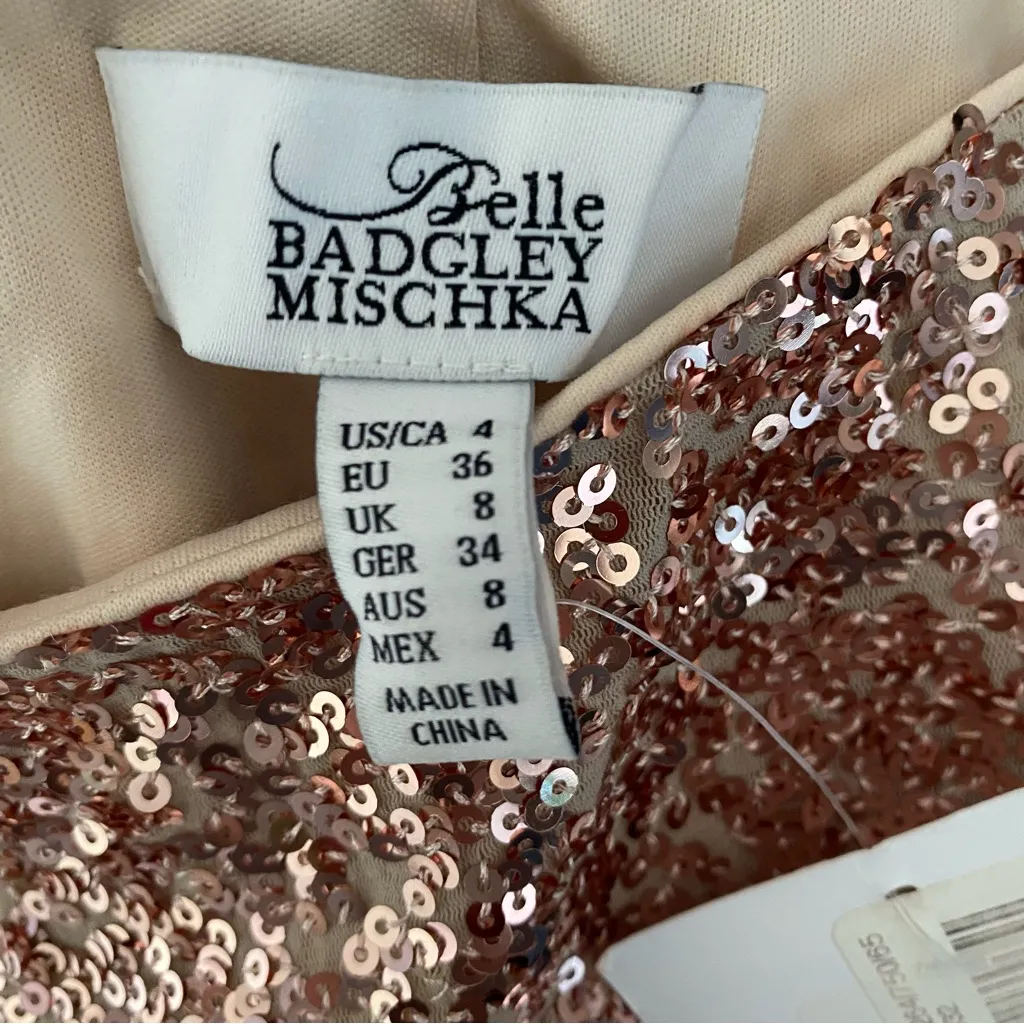 Belle
BADGLEY
MISCHKA
US/CA 4
EU 36
UK 8
GER 34
AUS 8
MEX 4
MADE IN
CHINA